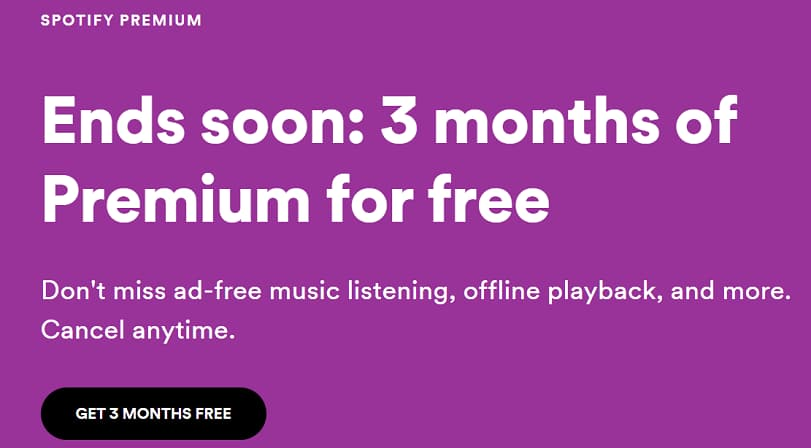 SPOTIFY PREMIUM
Ends soon: 3 months of
Premium for free
Don't miss ad-free music listening, offline playback, and more.
Cancel anytime.
GET 3 MONTHS FREE